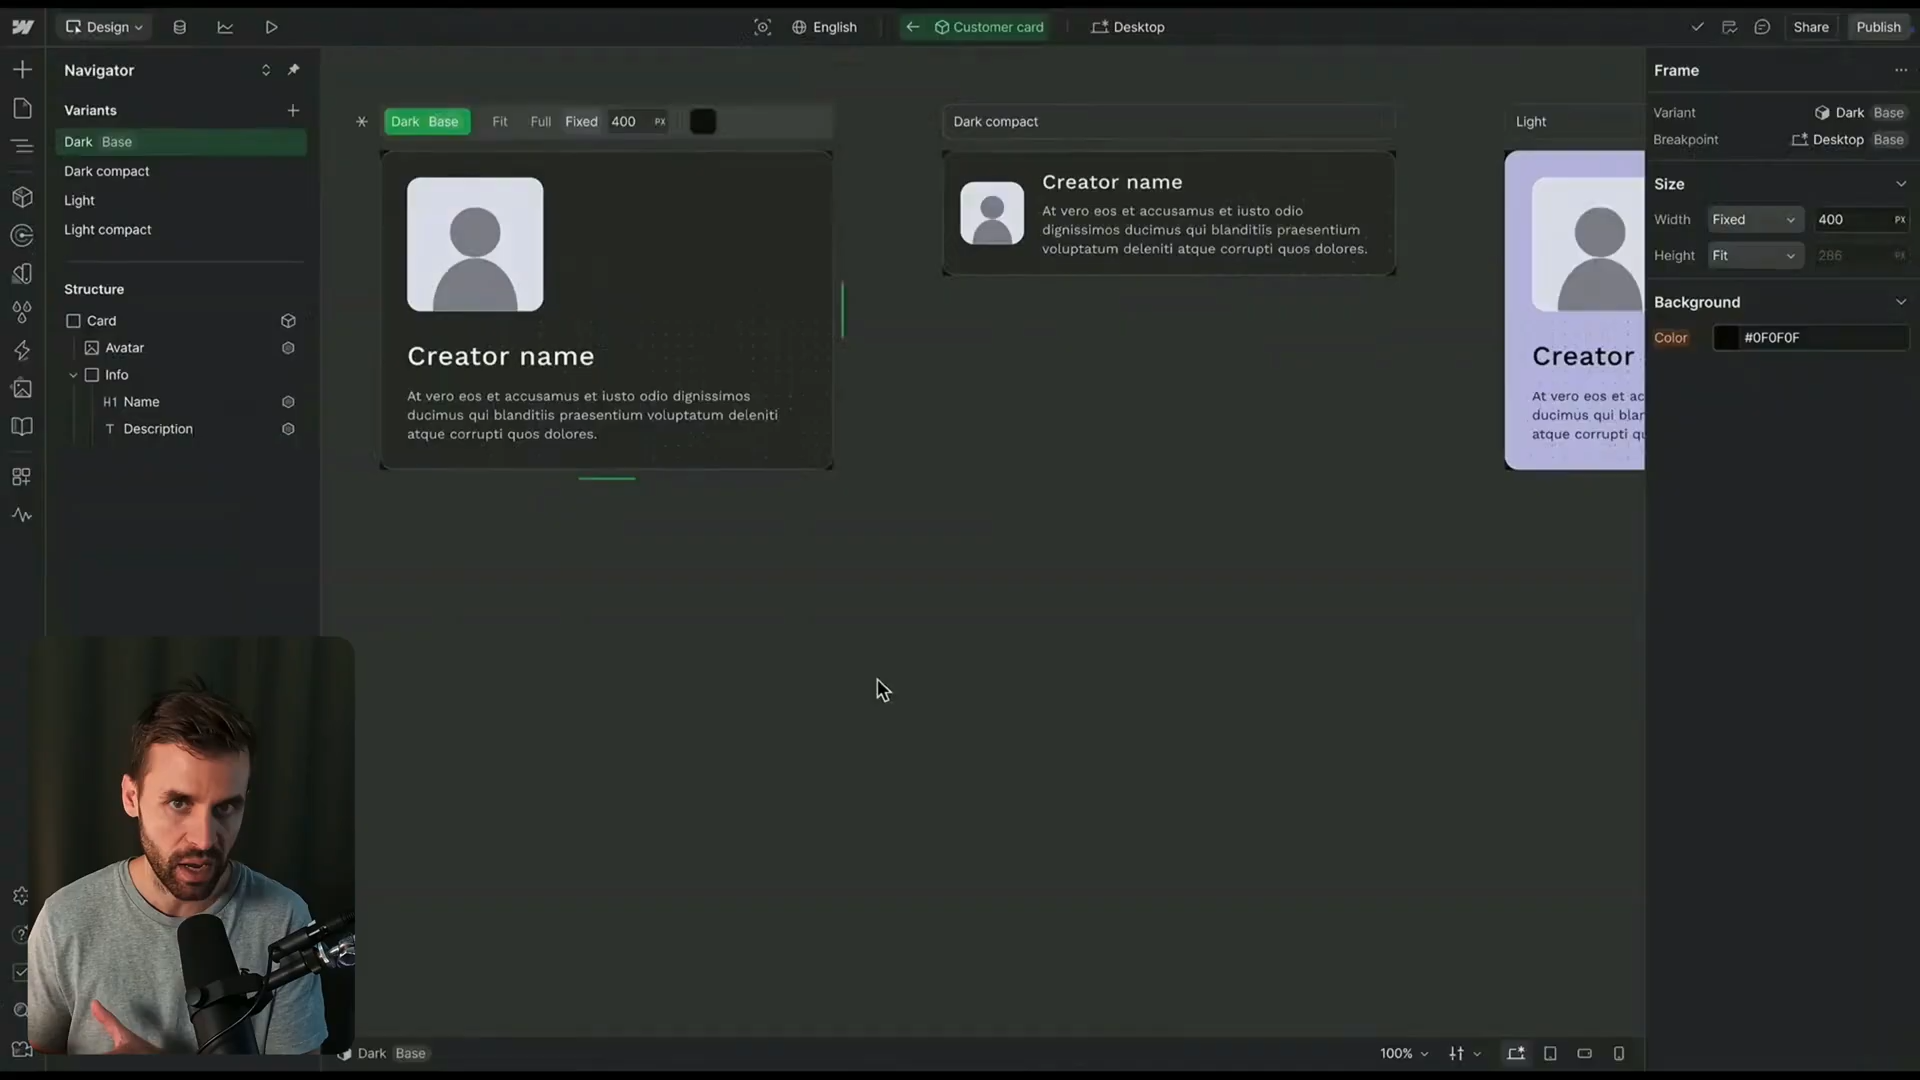 Design
English
Customer card
Desktop
Share
Publish
Navigator
Variants
Dark Base
Dark compact
Light
Light compact
Structure
Card
Avatar
Info
H1 Name
T Description
Dark Base Fit Full Fixed 400 PX
Creator name
At vero eos et accusamus et iusto odio dignissimos
ducimus qui blanditiis praesentium voluptatum deleniti
atque corrupti quos dolores.
Dark compact
Creator name
At vero eos et accusamus et iusto odio
dignissimos ducimus qui blanditiis praesentium
voluptatum deleniti atque corrupti quos dolores.
Light
Creator
At vero eos et ac
ducimus qui blan
atque corrupti qu
Frame
Variant Dark Base
Breakpoint Desktop Base
Size
Width Fixed 400 PX
Height Fit 286 PX
Background
Color #0F0F0F
Dark Base
100%